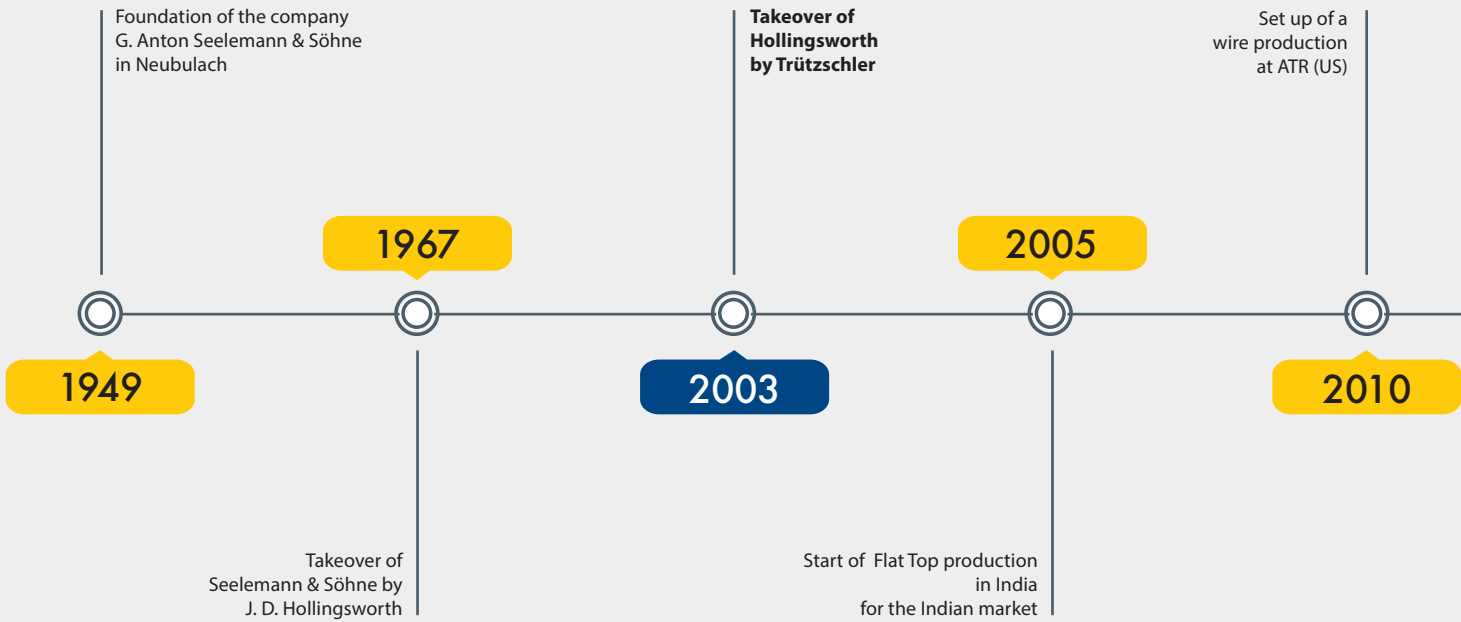 Foundation of the company
G. Anton Seelemann & Söhne
in Neubulach
1949
1967
Takeover of
Seelemann & Söhne by
J. D. Hollingsworth
Takeover of
Hollingsworth
by Trützschler
2003
2005
Start of Flat Top production
in India
for the Indian market
Set up of a
wire production
at ATR (US)
2010